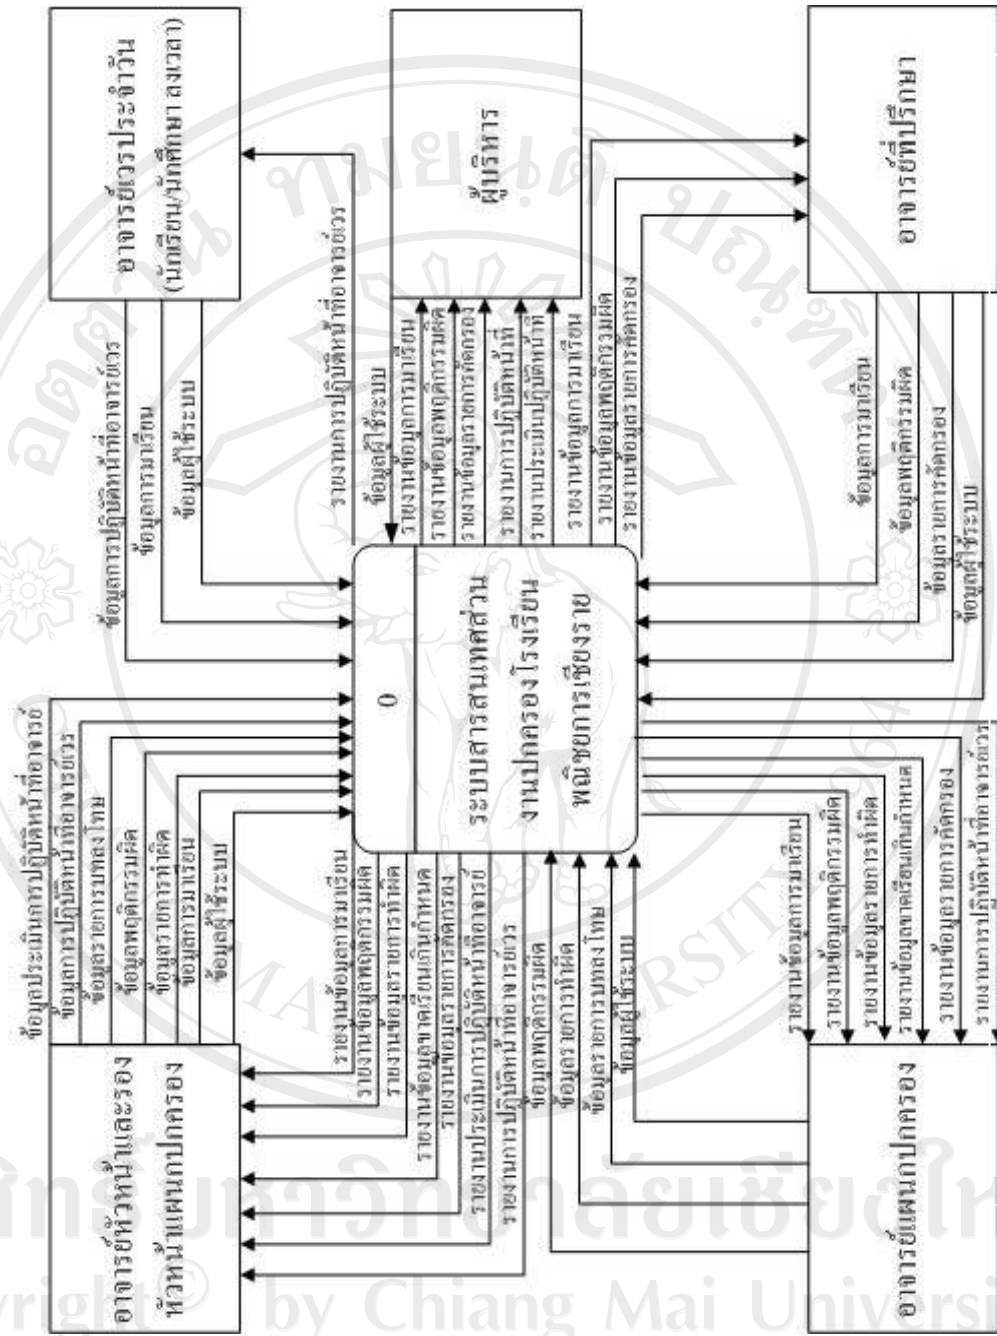 อาจารย์หัวหน้าและรอง
หัวหน้าแผนกปกครอง
ข้อมูลประเมินการปฏิบัติหน้าที่อาจารย์
ข้อมูลการปฏิบัติหน้าที่อาจารย์เวร
ข้อมูลรายการบทลงโทษ
ข้อมูลพฤติกรรมผิด
ข้อมูลรายการทำผิด
ข้อมูลการมาเรียน
ข้อมูลผู้ใช้ระบบ
รายงานข้อมูลการมาเรียน
รายงานข้อมูลพฤติกรรมผิด
รายงานข้อมูลรายการทำผิด
รายงานข้อมูลขาดเรียนเกินกำหนด
รายงานข้อมูลรายการคัดกรอง
รายงานประเมินการปฏิบัติหน้าที่อาจารย์
รายงานการปฏิบัติหน้าที่อาจารย์เวร
อาจารย์เวรประจำวัน
(นักเรียน/นักศึกษา ลงเวลา)
ข้อมูลการปฏิบัติหน้าที่อาจารย์เวร
ข้อมูลการมาเรียน
ข้อมูลผู้ใช้ระบบ
รายงานการปฏิบัติหน้าที่อาจารย์เวร
0
ระบบสารสนเทศส่วน
งานปกครองโรงเรียน
พณิชยการเชียงราย
ผู้บริหาร
ข้อมูลผู้ใช้ระบบ
รายงานข้อมูลการมาเรียน
รายงานข้อมูลพฤติกรรมผิด
รายงานข้อมูลรายการคัดกรอง
รายงานการปฏิบัติหน้าที่
รายงานประเมินปฏิบัติหน้าที่
รายงานข้อมูลการมาเรียน
รายงานข้อมูลพฤติกรรมผิด
รายงานข้อมูลรายการคัดกรอง
อาจารย์ที่ปรึกษา
ข้อมูลการมาเรียน
ข้อมูลพฤติกรรมผิด
ข้อมูลรายการคัดกรอง
ข้อมูลผู้ใช้ระบบ
ข้อมูลพฤติกรรมผิด
ข้อมูลรายการทำผิด
ข้อมูลรายการบทลงโทษ
ข้อมูลผู้ใช้ระบบ
อาจารย์แผนกปกครอง
รายงานข้อมูลการมาเรียน
รายงานข้อมูลพฤติกรรมผิด
รายงานข้อมูลรายการทำผิด
รายงานข้อมูลขาดเรียนเกินกำหนด
รายงานข้อมูลรายการคัดกรอง
รายงานการปฏิบัติหน้าที่อาจารย์เวร
by Chiang Mai